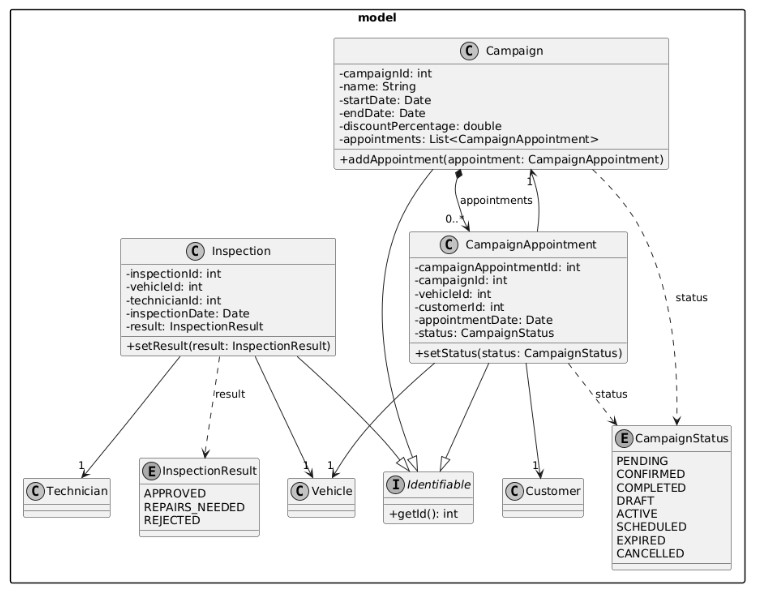 model
C Campaign
-campaignId: int
-name: String
-startDate: Date
-endDate: Date
-discountPercentage: double
-appointments: List<CampaignAppointment>
+addAppointment(appointment: CampaignAppointment)
1
appointments
0..*
C Inspection
-inspectionId: int
-vehicleId: int
-technicianId: int
-inspectionDate: Date
-result: InspectionResult
+setResult(result: InspectionResult)
C CampaignAppointment
-campaignAppointmentId: int
-campaignId: int
-vehicleId: int
-customerId: int
-appointmentDate: Date
-status: CampaignStatus
+setStatus(status: CampaignStatus)
status
result
status
1
1
1
1
C Technician
E InspectionResult
APPROVED
REPAIRS_NEEDED
REJECTED
C Vehicle
I Identifiable
+getId(): int
C Customer
E CampaignStatus
PENDING
CONFIRMED
COMPLETED
DRAFT
ACTIVE
SCHEDULED
EXPIRED
CANCELLED